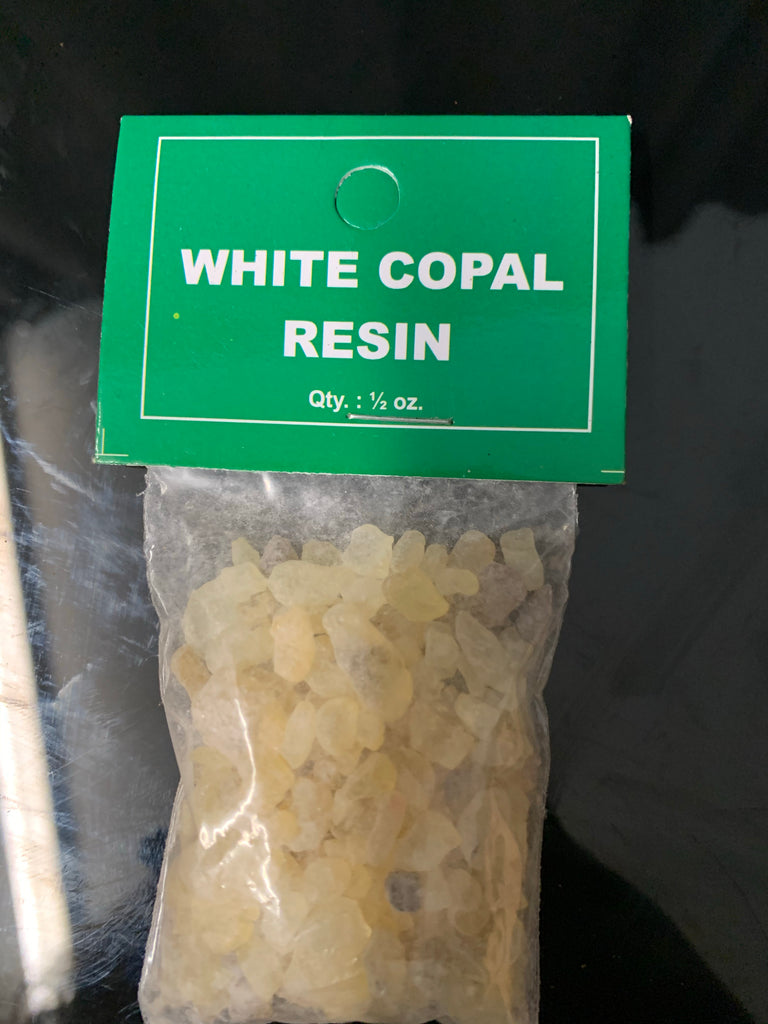 WHITE COPAL
RESIN
Qty. : ½ oz.